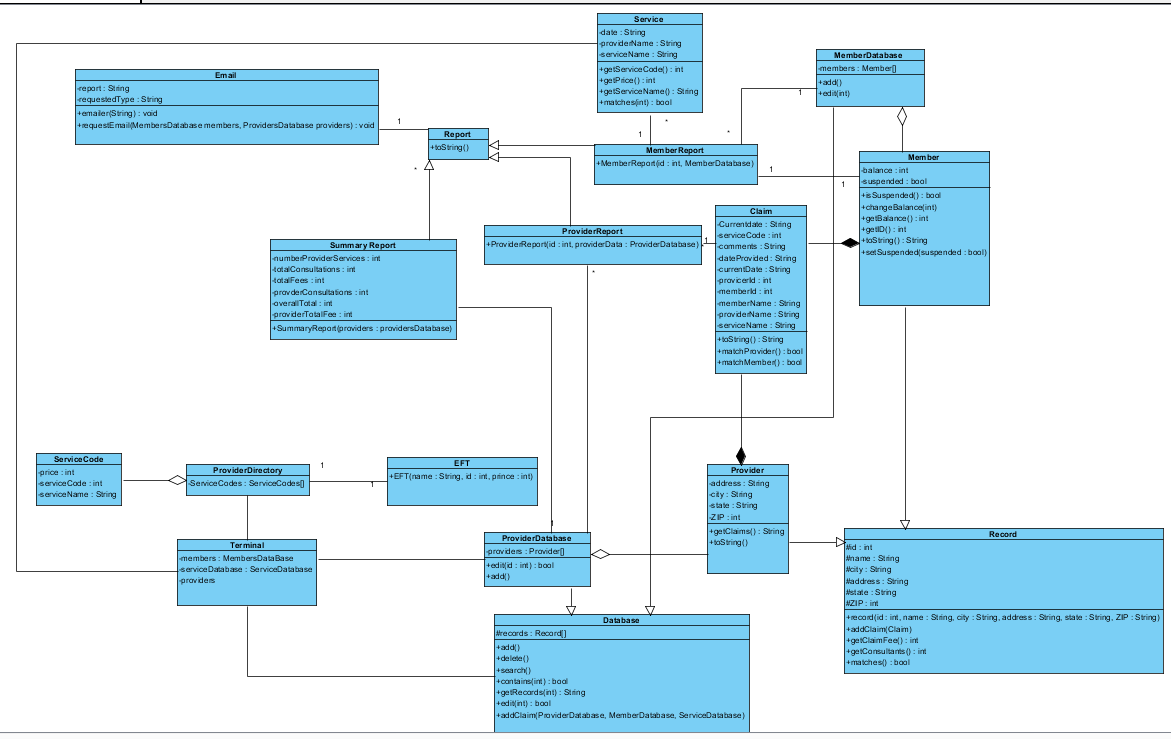 Service
-date : String
-providerName : String
-serviceName : String
+getServiceCode() : int
+getPrice() : int
+getServiceName() : String
+matches(int) : bool
MemberDatabase
-members : Member[]
+add()
+edit(int)
Email
-report : String
-requestedType : String
+emailer(String) : void
+requestEmail(MembersDatabase members, ProvidersDatabase providers) : void
1
Report
+toString()
*
1
*
MemberReport
+MemberReport(id : int, MemberDatabase)
*
1
1
1
Member
-balance : int
-suspended : bool
+isSuspended() : bool
+changeBalance(int)
+getBalance() : int
+getID() : int
+toString() : String
+setSuspended(suspended : bool)
Claim
-Currentdate : String
-serviceCode : int
-comments : String
-dateProvided : String
-currentDate : String
-provicerId : int
-memberId : int
-memberName : String
-providerName : String
-serviceName : String
+toString() : String
+matchProvider() : bool
+matchMember() : bool
ProviderReport
+ProviderReport(id : int, providerData : ProviderDatabase)
1
*
Summary Report
-numberProviderServices : int
-totalConsultations : int
-totalFees : int
-provderConsultations : int
-overallTotal : int
-providerTotalFee : int
+SummaryReport(providers : providersDatabase)
ServiceCode
-price : int
-serviceCode : int
-serviceName : String
ProviderDirectory
-ServiceCodes : ServiceCodes[]
1
1
EFT
+EFT(name : String, id : int, prince : int)
Provider
-address : String
-city : String
-state : String
-ZIP : int
+getClaims() : int
+toString()
Terminal
-members : MembersDataBase
-serviceDatabase : ServiceDatabase
-providers
1
ProviderDatabase
-providers : Provider[]
+edit(id : int) : bool
+add()
Record
#id : int
#name : String
#city : String
#address : String
#state : String
#ZIP : int
+record(id : int, name : String, city : String, address : String, state : String, ZIP : String)
+addClaim(Claim)
+getClaimFee() : int
+getConsultants() : int
+matches() : bool
Database
#records : Record[]
+add()
+delete()
+search()
+contains(int) : bool
+getRecords(int) : String
+edit(int) : bool
+addClaim(ProviderDatabase, MemberDatabase, ServiceDatabase)